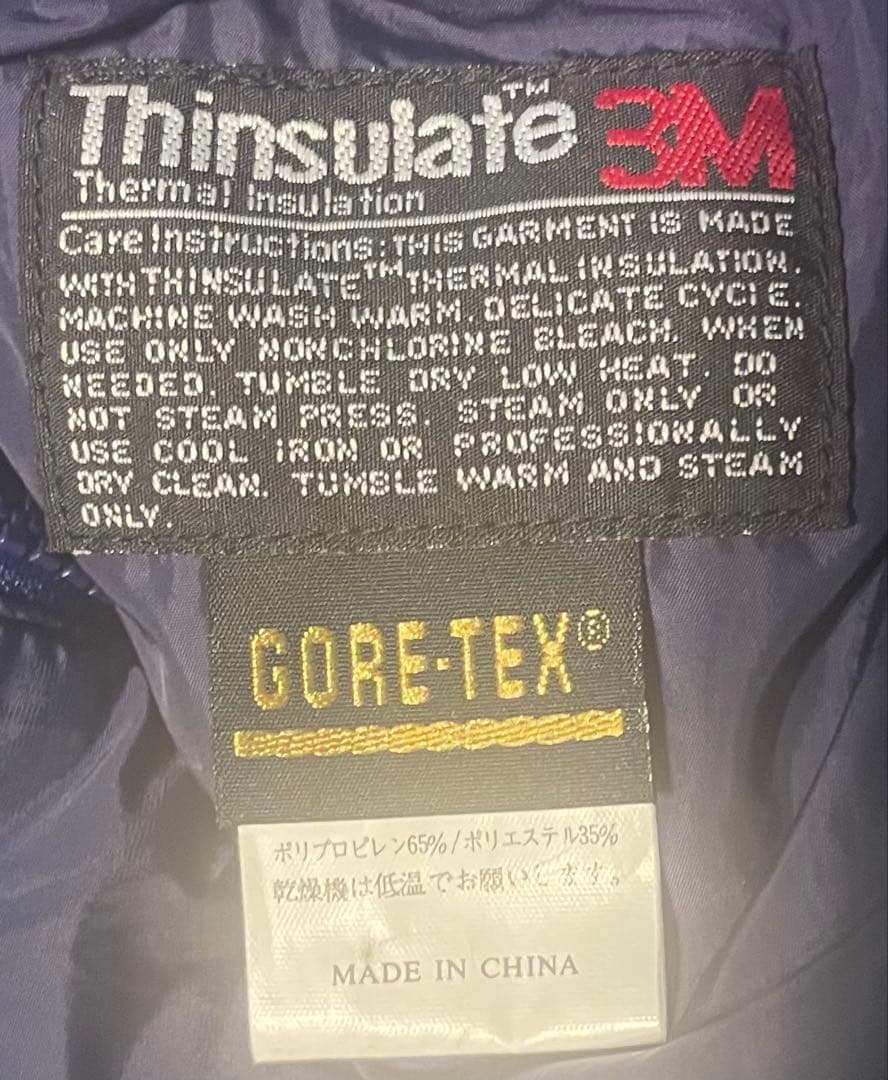 Thinsulate™ 3M
Thermal Insulation
Care Instructions: THIS GARMENT IS MADE
WITH THINSULATE™ THERMAL INSULATION.
MACHINE WASH WARM. DELICATE CYCLE.
USE ONLY NONCHLORINE BLEACH, WHEN
NEEDED. TUMBLE DRY LOW HEAT. DO
NOT STEAM PRESS. STEAM ONLY OR
USE COOL IRON OR PROFESSIONALLY
DRY CLEAN. TUMBLE WARM AND STEAM
ONLY.
GORE-TEX®
ポリプロピレン65%/ポリエステル35%
乾燥機は低温でお願いします。
MADE IN CHINA